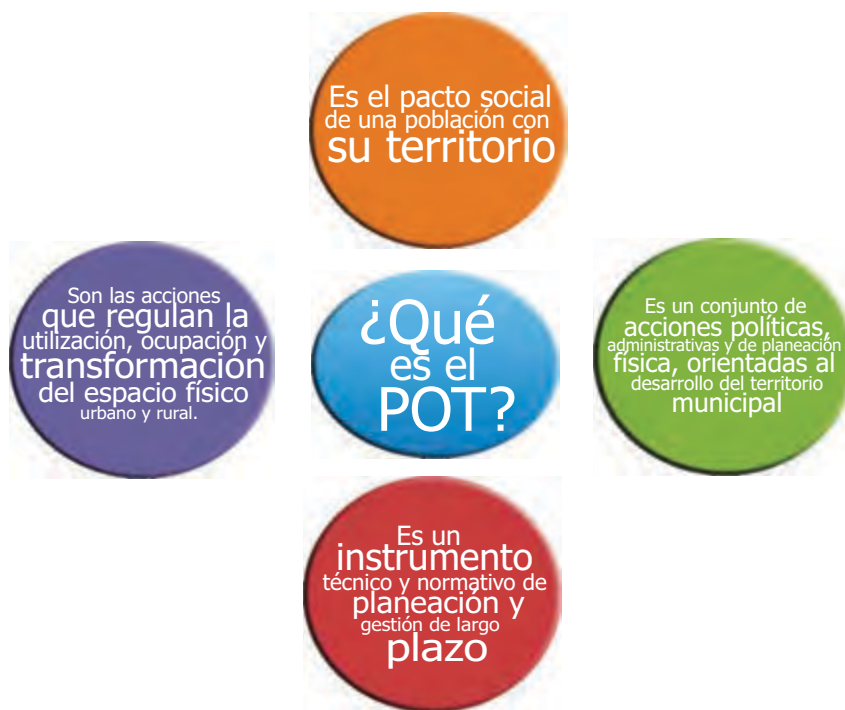 Es el pacto social
de una población con
su territorio
Son las acciones
que regulan la
utilización, ocupación y
transformación
del espacio físico
urbano y rural.
¿Qué
es el
POT?
Es un conjunto de
acciones políticas,
administrativas y de planeación
física, orientadas al
desarrollo del territorio
municipal
Es un
instrumento
técnico y normativo de
planeación y
gestión de largo
plazo